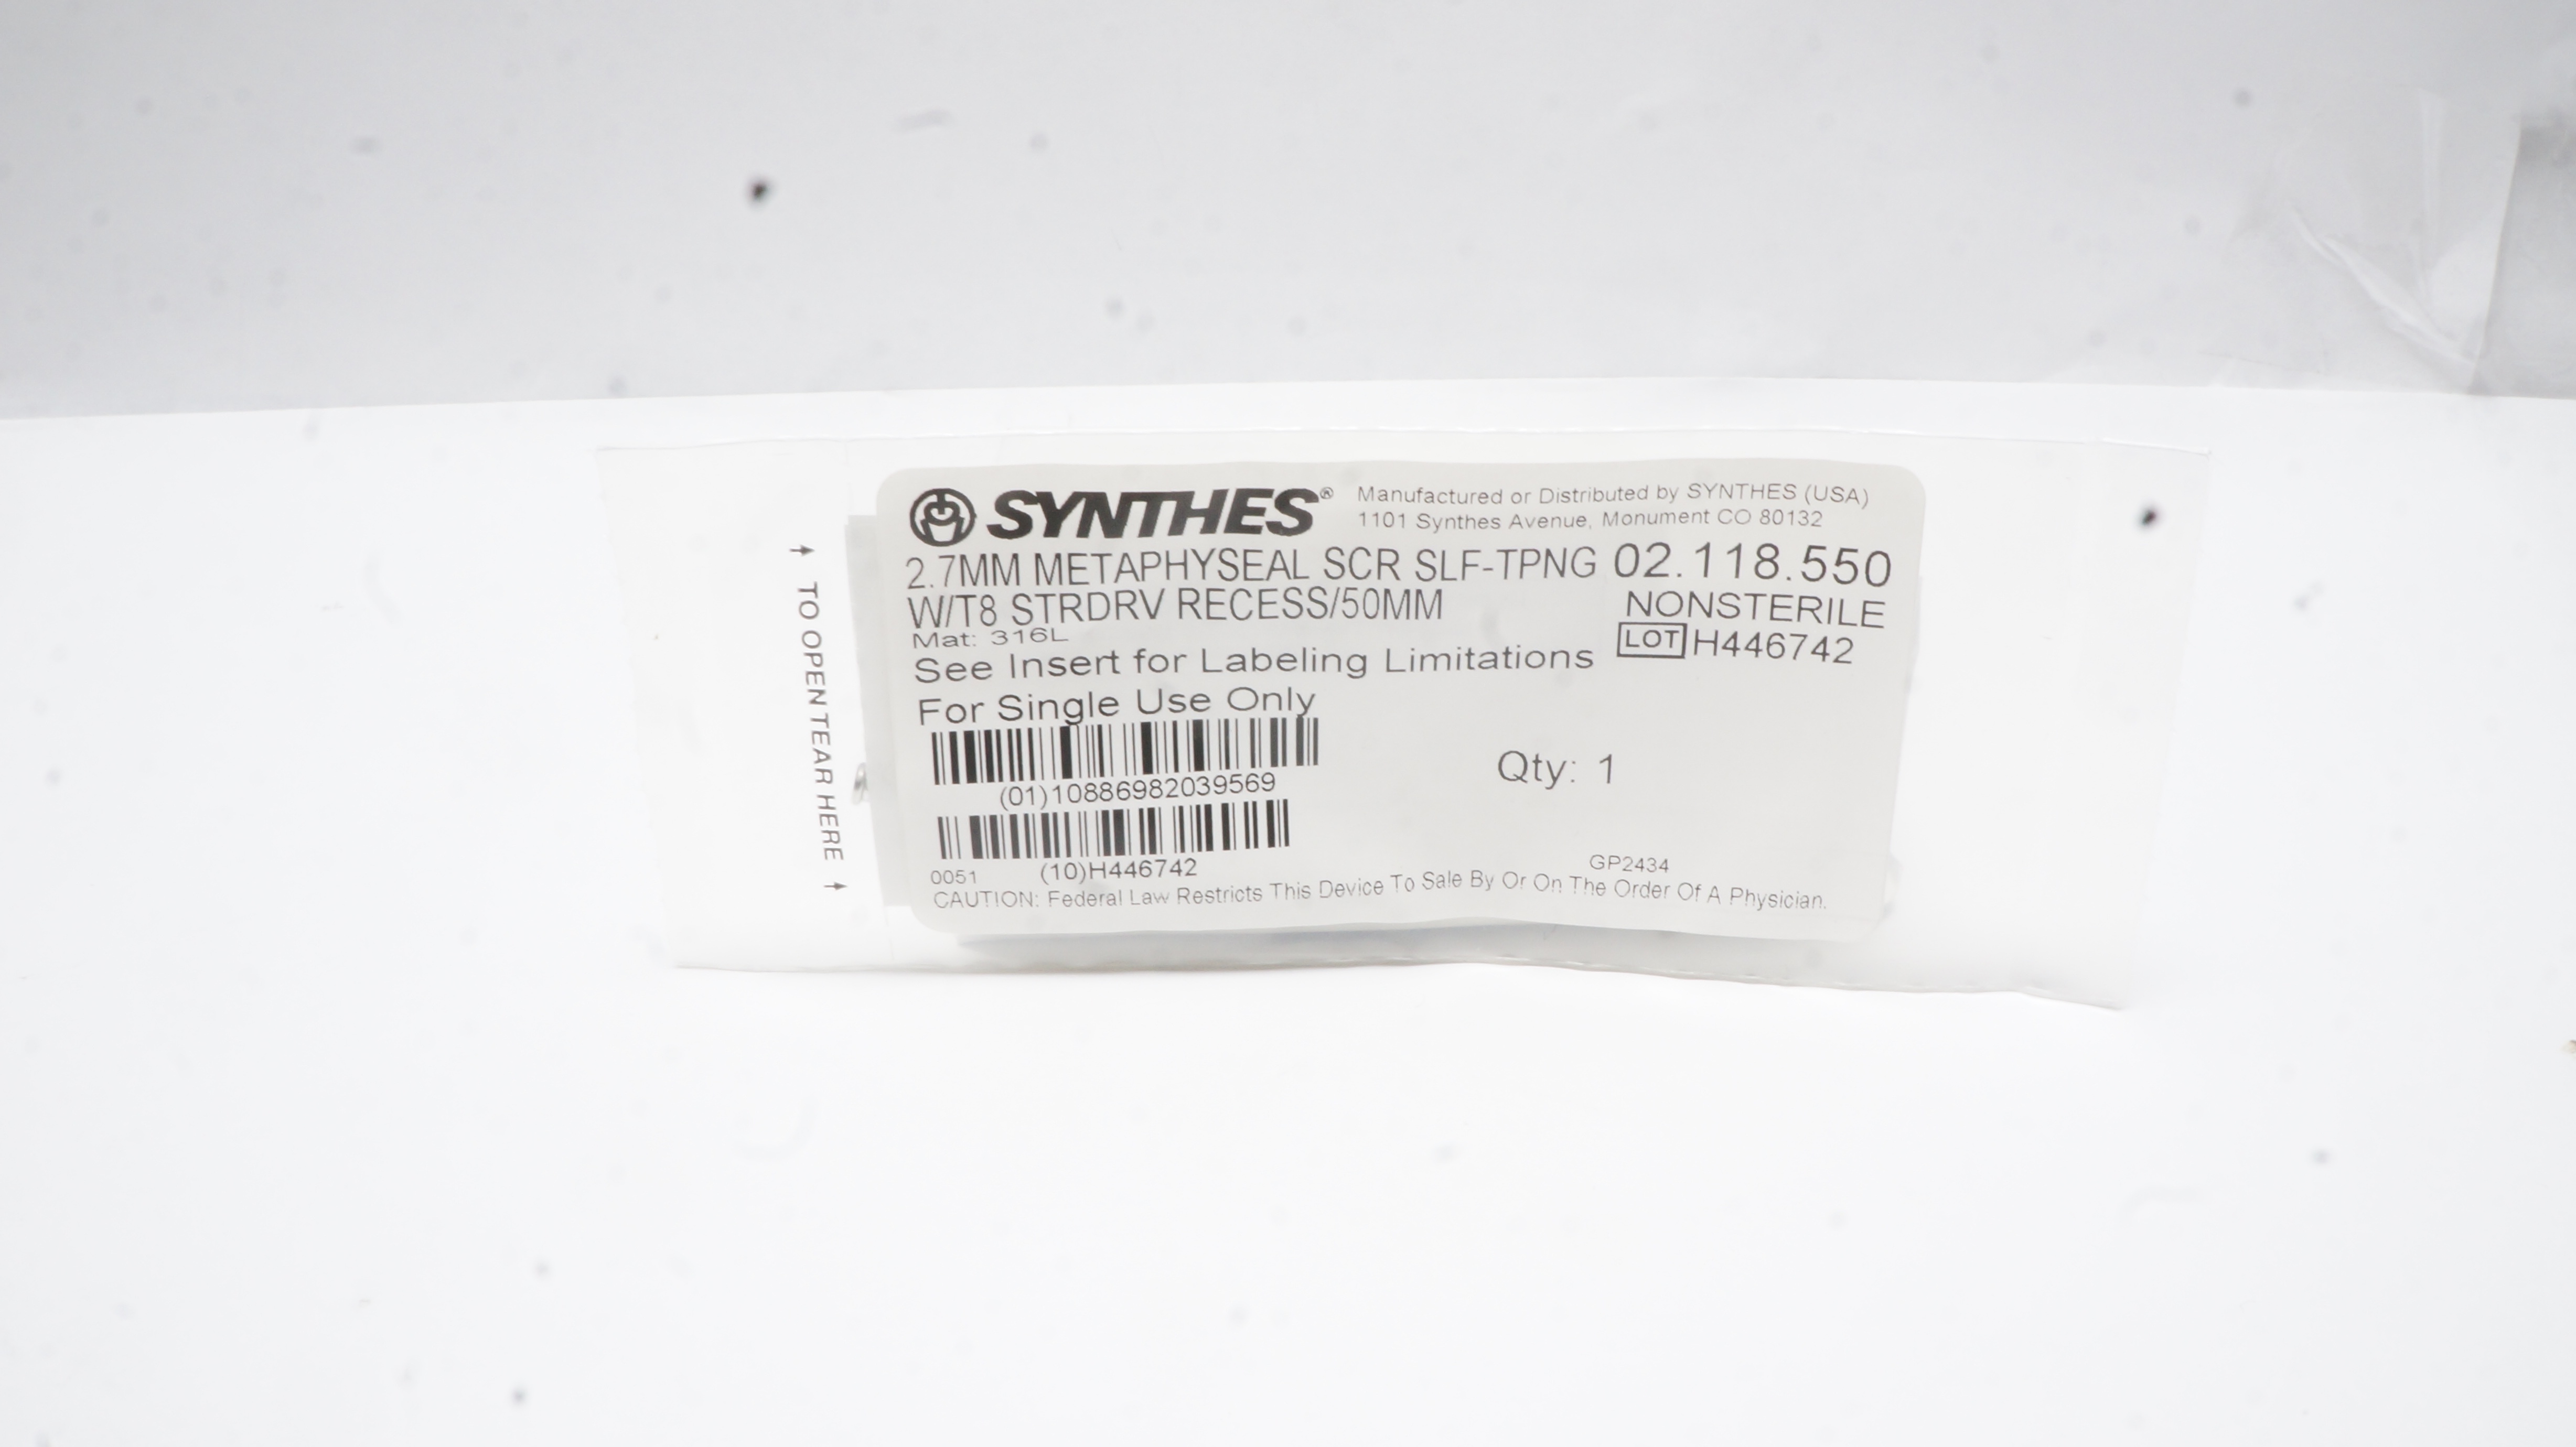 SYNTHES® Manufactured or Distributed by SYNTHES (USA)
1101 Synthes Avenue, Monument CO 80132
2.7MM METAPHYSEAL SCR SLF-TPNG 02.118.550
W/T8 STRDRV RECESS/50MM NONSTERILE
Mat: 316L
LOT H446742
See Insert for Labeling Limitations
For Single Use Only
(01)10886982039569
Qty: 1
(10)H446742
0051
GP2434
CAUTION: Federal Law Restricts This Device To Sale By Or On The Order Of A Physician.
TO OPEN TEAR HERE